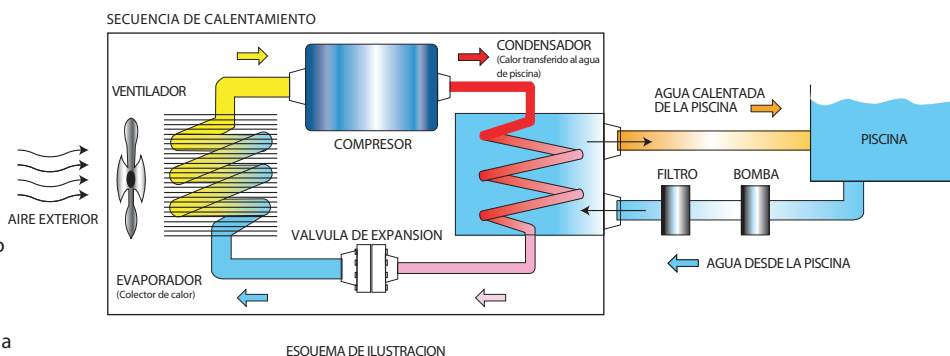 SECUENCIA DE CALENTAMIENTO
CONDENSADOR
(Calor transferido al agua
de piscina)
VENTILADOR
AGUA CALENTADA
DE LA PISCINA
COMPRESOR
PISCINA
FILTRO
BOMBA
AIRE EXTERIOR
VALVULA DE EXPANSION
o
EVAPORADOR
(Colector de calor)
AGUA DESDE LA PISCINA
a
ESOUEMA DE ILUSTRACION